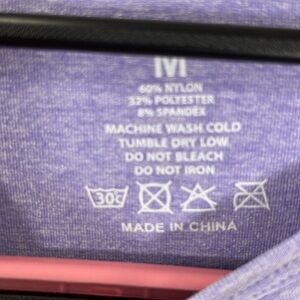 M
60% NYLON
32% POLYESTER
8% SPANDEX
MACHINE WASH COLD
TUMBLE DRY LOW
DO NOT BLEACH
DO NOT IRON
30c
MADE IN CHINA